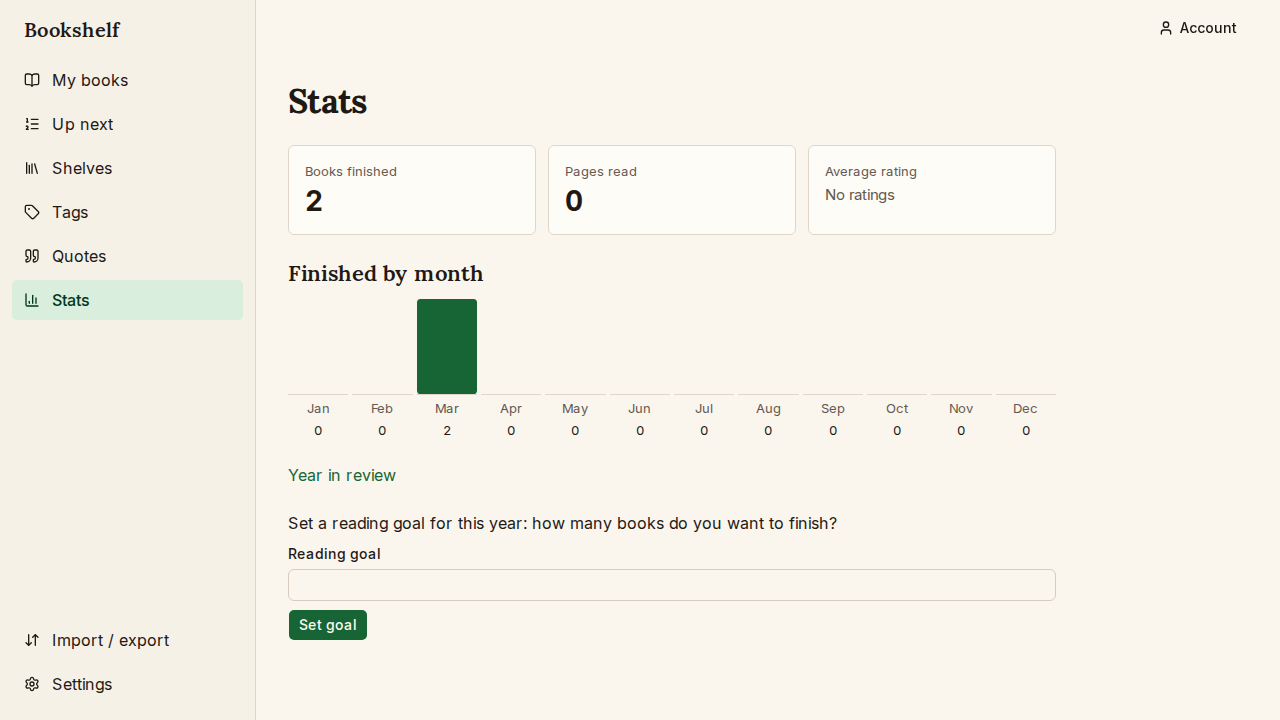 Bookshelf
My books
Up next
Shelves
Tags
Quotes
Stats
Import / export
Settings
Account
Stats
Books finished
2
Pages read
0
Average rating
No ratings
Finished by month
Jan Feb Mar Apr May Jun Jul Aug Sep Oct Nov Dec
0 0 2 0 0 0 0 0 0 0 0 0
Year in review
Set a reading goal for this year: how many books do you want to finish?
Reading goal
Set goal